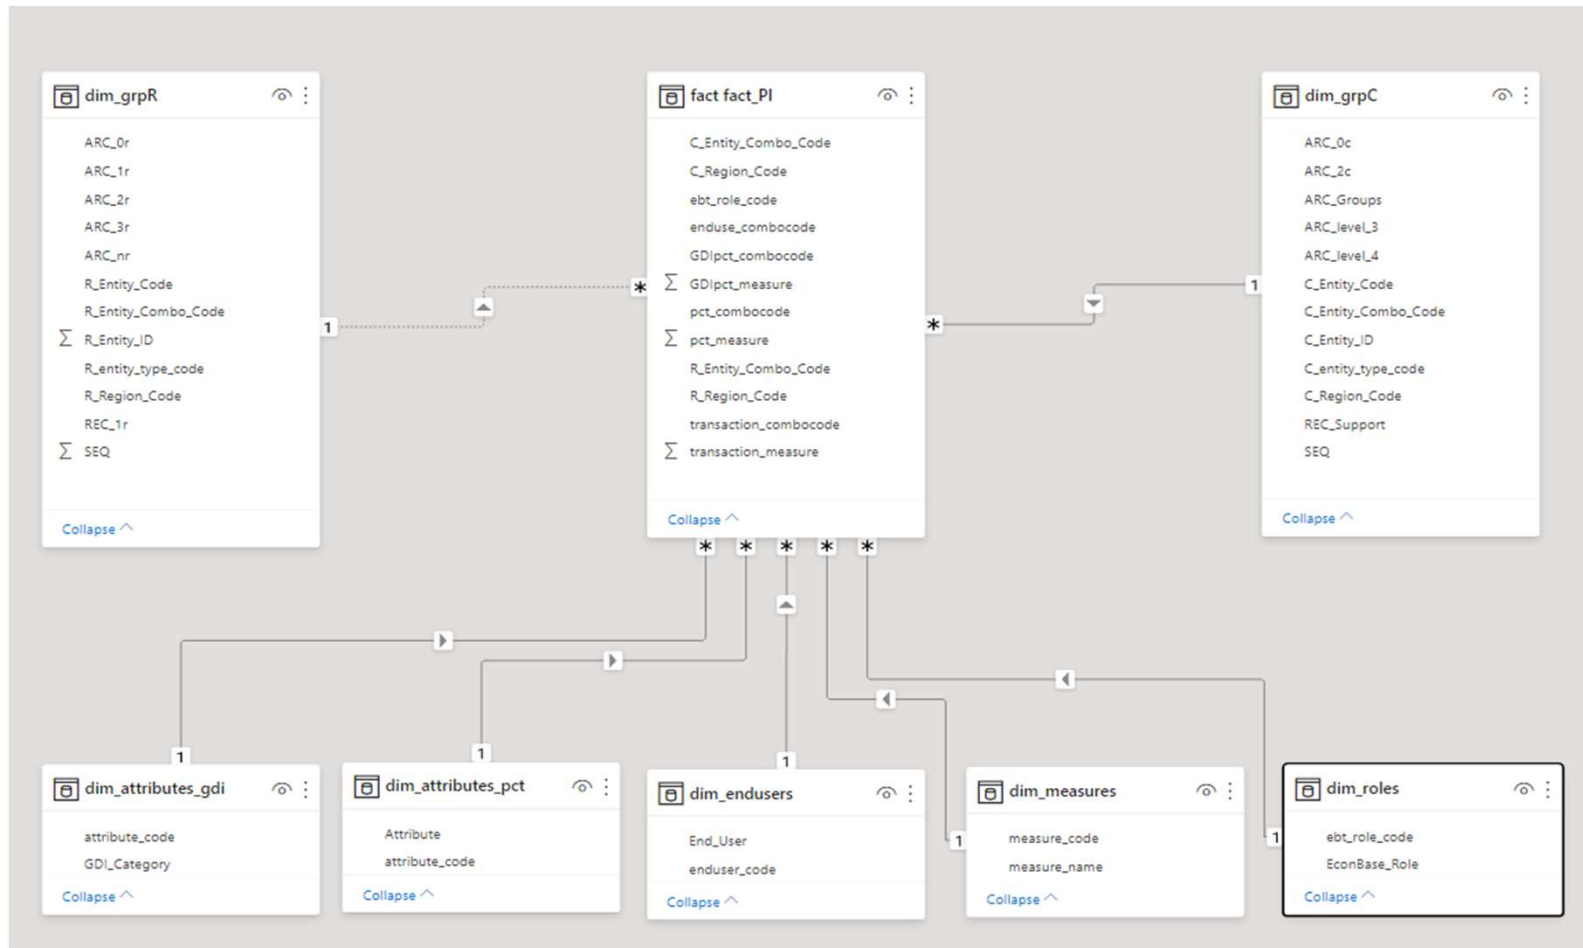 dim_grpR
ARC_0r
ARC_1r
ARC_2r
ARC_3r
ARC_nr
R_Entity_Code
R_Entity_Combo_Code
Σ R_Entity_ID
R_entity_type_code
R_Region_Code
REC_1r
Σ SEQ
Collapse
1
*
fact fact_PI
C_Entity_Combo_Code
C_Region_Code
ebt_role_code
enduse_combocode
GDIpct_combocode
Σ GDIpct_measure
pct_combocode
Σ pct_measure
R_Entity_Combo_Code
R_Region_Code
transaction_combocode
Σ transaction_measure
Collapse
*
1
dim_grpC
ARC_0c
ARC_2c
ARC_Groups
ARC_level_3
ARC_level_4
C_Entity_Code
C_Entity_Combo_Code
C_Entity_ID
C_entity_type_code
C_Region_Code
REC_Support
SEQ
Collapse
* * * * *
1
dim_attributes_gdi
attribute_code
GDI_Category
Collapse
1
dim_attributes_pct
Attribute
attribute_code
Collapse
1
dim_endusers
End_User
enduser_code
Collapse
1
dim_measures
measure_code
measure_name
Collapse
1
dim_roles
ebt_role_code
EconBase_Role
Collapse